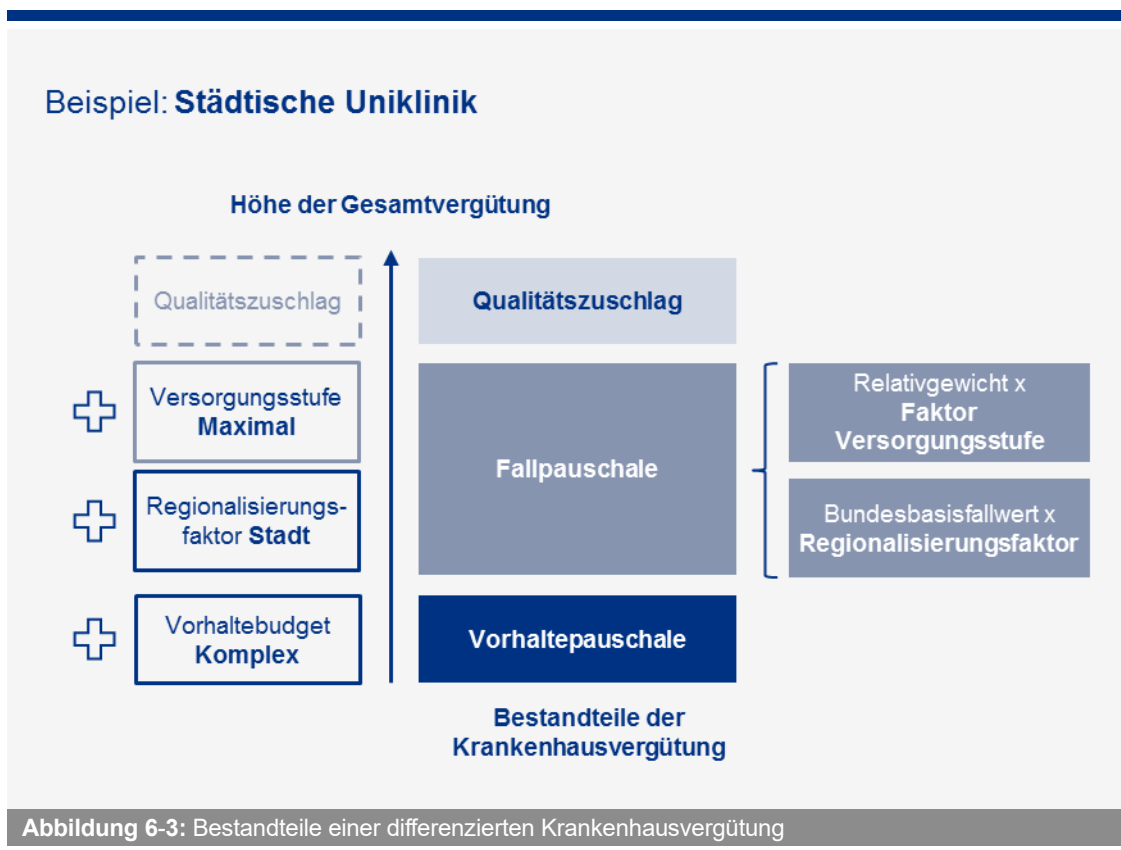 Beispiel: Städtische Uniklinik
Höhe der Gesamtvergütung
Qualitätszuschlag
Versorgungsstufe
Maximal
Regionalisierungs-
faktor Stadt
Vorhaltebudget
Komplex
Qualitätszuschlag
Fallpauschale
Vorhaltepauschale
Relativgewicht x
Faktor
Versorgungsstufe
Bundesbasisfallwert x
Regionalisierungsfaktor
Bestandteile der
Krankenhausvergütung
Abbildung 6-3: Bestandteile einer differenzierten Krankenhausvergütung